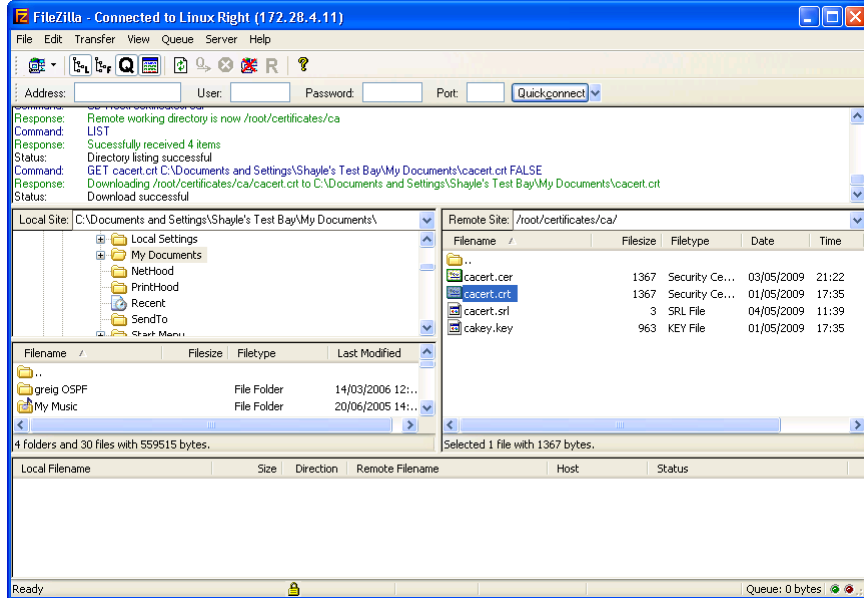 FileZilla - Connected to Linux Right (172.28.4.11)
File Edit Transfer View Queue Server Help
Address: User: Password: Port: Quickconnect
Response: Remote working directory is now /root/certificates/ca
Command: LIST
Response: Sucessfully received 4 items
Status: Directory listing successful
Command: GET cacert.crt C:\Documents and Settings\Shayle's Test Bay\My Documents\cacert.crt FALSE
Response: Downloading /root/certificates/ca/cacert.crt to C:\Documents and Settings\Shayle's Test Bay\My Documents\cacert.crt
Status: Download successful
Local Site: C:\Documents and Settings\Shayle's Test Bay\My Documents\
Local Settings
My Documents
NetHood
PrintHood
Recent
SendTo
Start Menu
Filename / Filesize Filetype Last Modified
..
greig OSPF File Folder 14/03/2006 12:..
My Music File Folder 20/06/2005 14:..
4 folders and 30 files with 559515 bytes.
Remote Site: /root/certificates/ca/
Filename / Filesize Filetype Date Time
..
cacert.cer 1367 Security Ce... 03/05/2009 21:22
cacert.crt 1367 Security Ce... 01/05/2009 17:35
cacert.srl 3 SRL File 04/05/2009 11:39
cakey.key 963 KEY File 01/05/2009 17:35
Selected 1 file with 1367 bytes.
Local Filename Size Direction Remote Filename Host Status
Ready Queue: 0 bytes